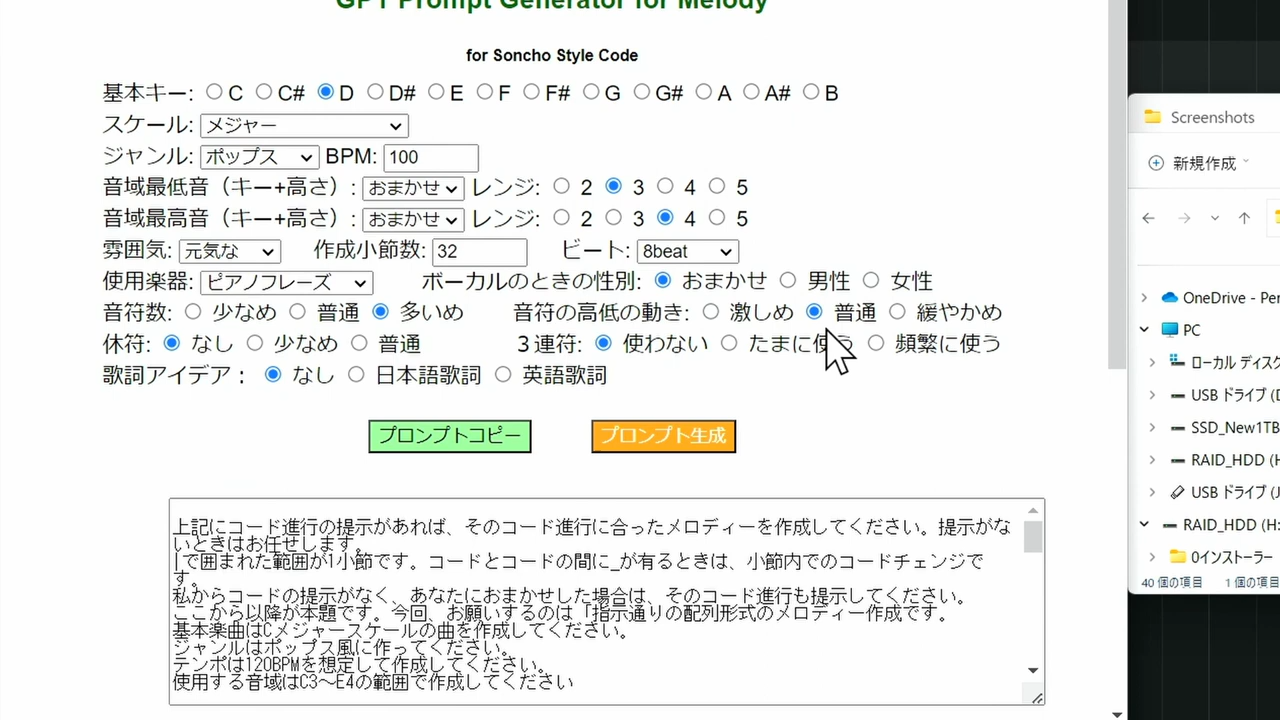 GPT Prompt Generator for Melody
for Soncho Style Code
基本キー: C C# D D# E F F# G G# A A# B
スケール: メジャー
ジャンル: ポップス BPM: 100
音域最低音（キー+高さ）: おまかせ レンジ: 2 3 4 5
音域最高音（キー+高さ）: おまかせ レンジ: 2 3 4 5
雰囲気: 元気な 作成小節数: 32 ビート: 8beat
使用楽器: ピアノフレーズ ボーカルのときの性別: おまかせ 男性 女性
音符数: 少なめ 普通 多いめ 音符の高低の動き: 激しめ 普通 緩やかめ
休符: なし 少なめ 普通 ３連符: 使わない たまに使う 頻繁に使う
歌詞アイデア： なし 日本語歌詞 英語歌詞
プロンプトコピー プロンプト生成
上記にコード進行の提示があれば、そのコード進行に合ったメロディーを作成してください。提示がな
いときはお任せします。
|で囲まれた範囲が1小節です。コードとコードの間に_が有るときは、小節内でのコードチェンジで
す。
私からコードの提示がなく、あなたにおまかせした場合は、そのコード進行も提示してください。
ここから以降が本題です。今回、お願いするのは「指示通りの配列形式のメロディー作成です。
基本楽曲はCメジャースケールの曲を作成してください。
ジャンルはポップス風に作ってください。
テンポは120BPMを想定して作成してください。
使用する音域はC3～E4の範囲で作成してください
Screenshots
新規作成
OneDrive - Per
PC
ローカル ディスク
USB ドライブ (D
SSD_New1TB
RAID_HDD (H
USB ドライブ (J
RAID_HDD (H:
0インストーラー
40 個の項目 1 個の項目